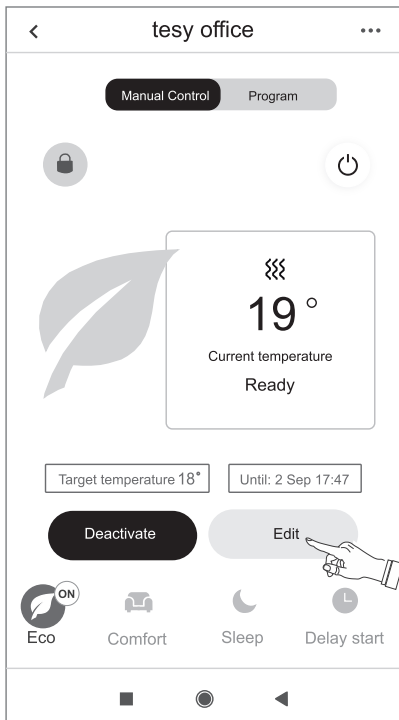 tesy office
Manual Control Program
19°
Current temperature
Ready
Target temperature 18°
Until: 2 Sep 17:47
Deactivate
Edit
ON
Eco
Comfort
Sleep
Delay start